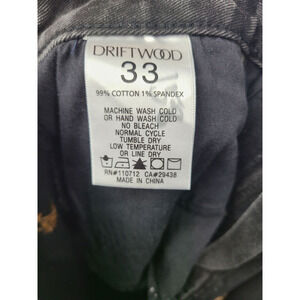 DRIFTWOOD
33
99% COTTON 1% SPANDEX
MACHINE WASH COLD
OR HAND WASH COLD
NO BLEACH
NORMAL CYCLE
TUMBLE DRY
LOW TEMPERATURE
OR LINE DRY
RN#110712 CA#29438
MADE IN CHINA